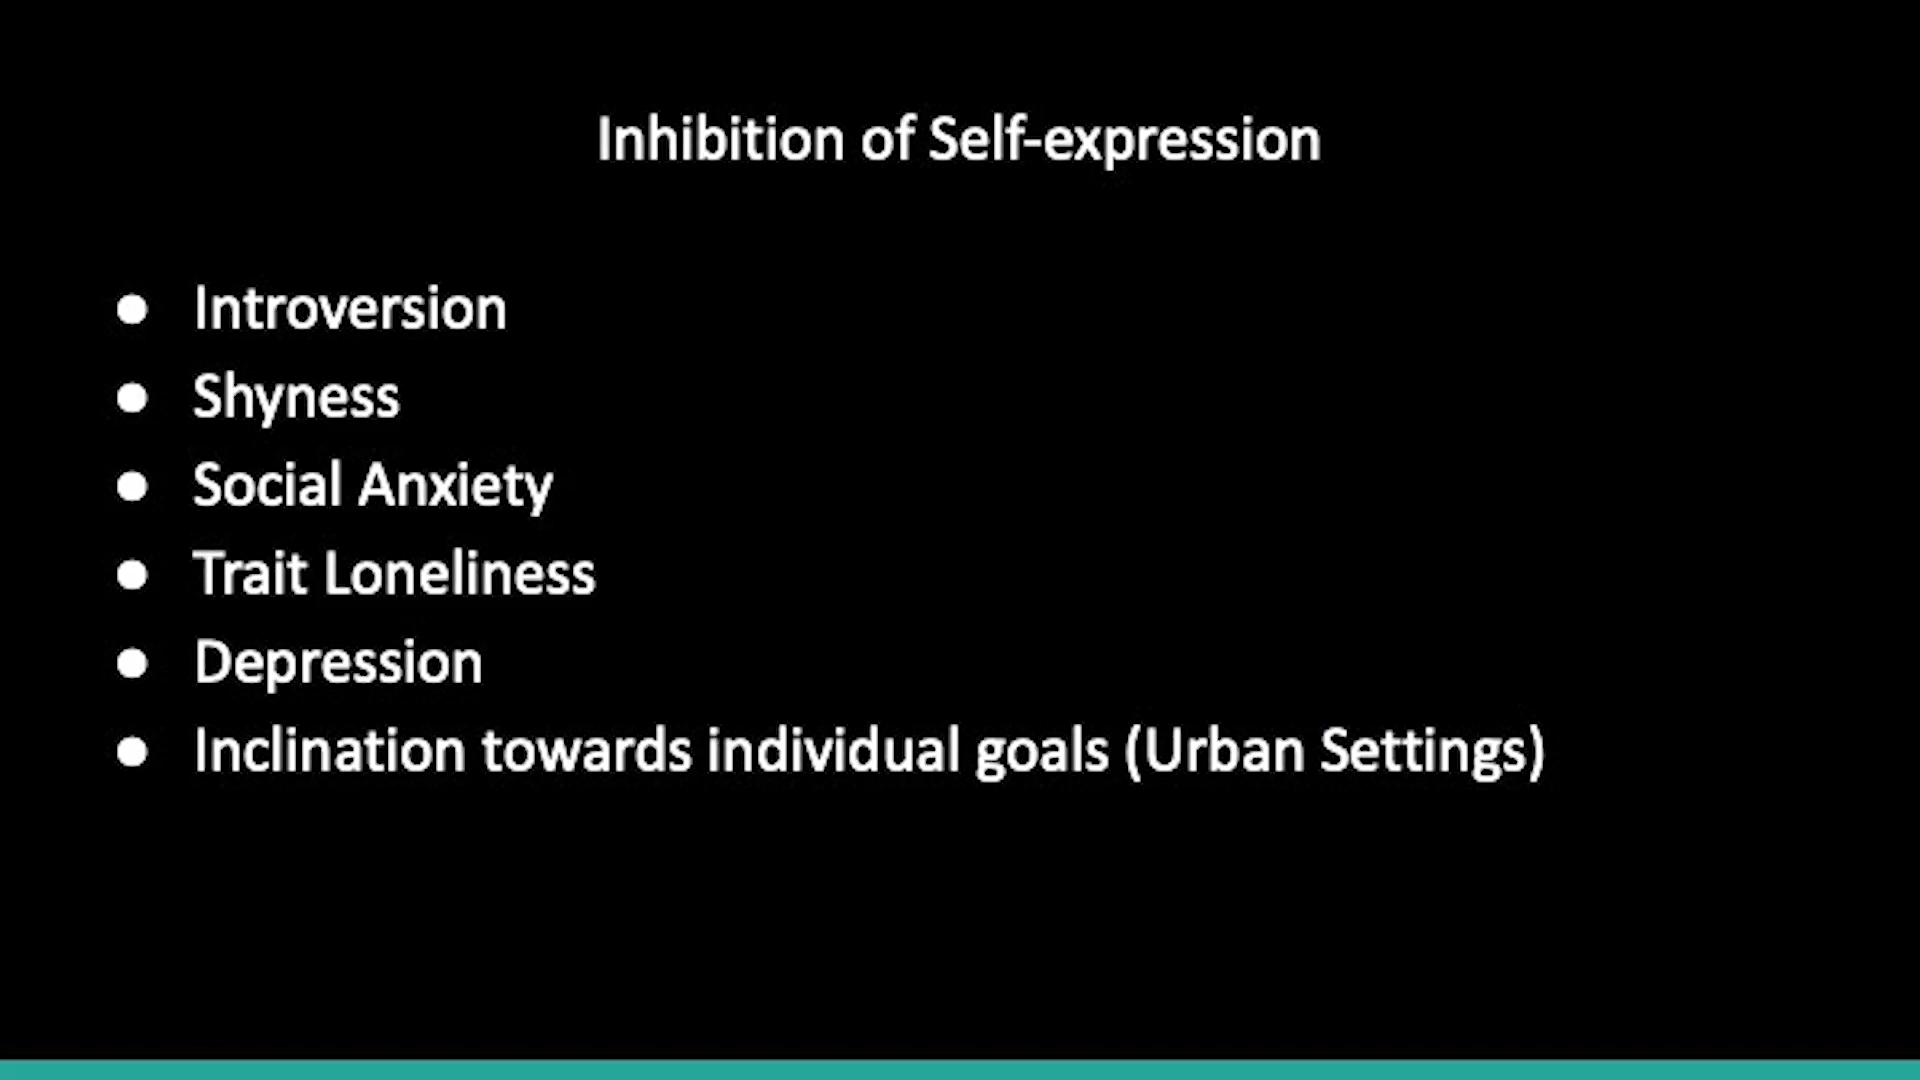 Inhibition of Self-expression
● Introversion
● Shyness
● Social Anxiety
● Trait Loneliness
● Depression
● Inclination towards individual goals (Urban Settings)